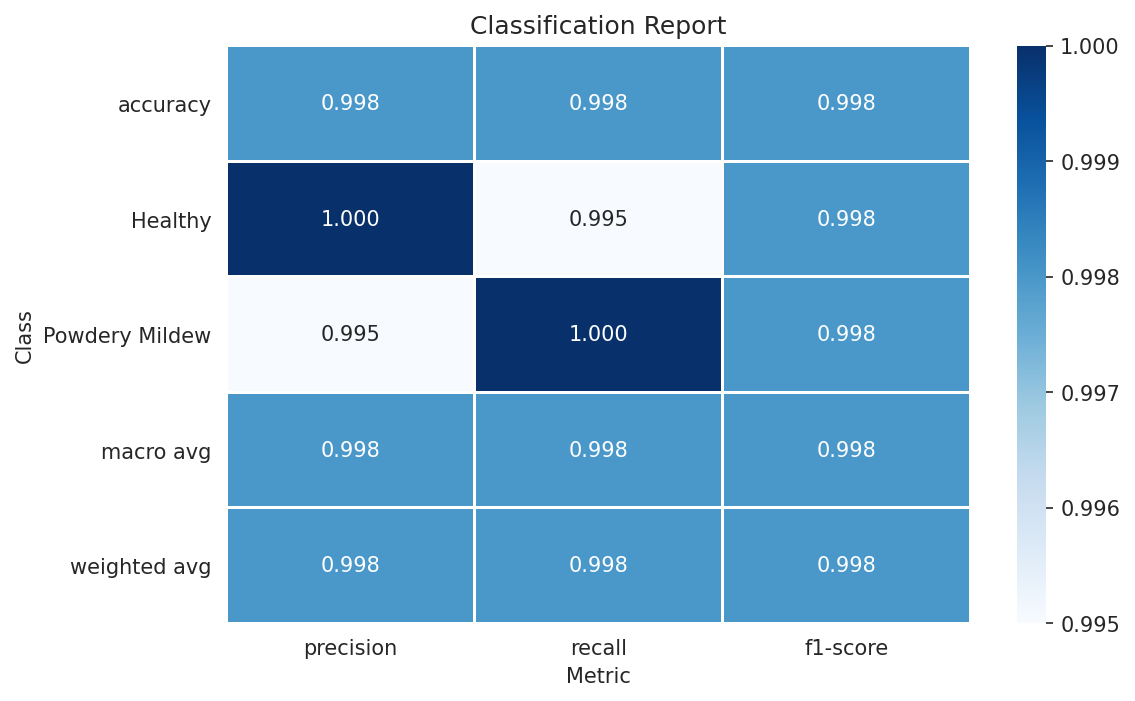 Classification Report
accuracy 0.998 0.998 0.998
Healthy 1.000 0.995 0.998
Powdery Mildew 0.995 1.000 0.998
macro avg 0.998 0.998 0.998
weighted avg 0.998 0.998 0.998
precision recall f1-score
Metric
Class
1.000
0.999
0.998
0.997
0.996
0.995